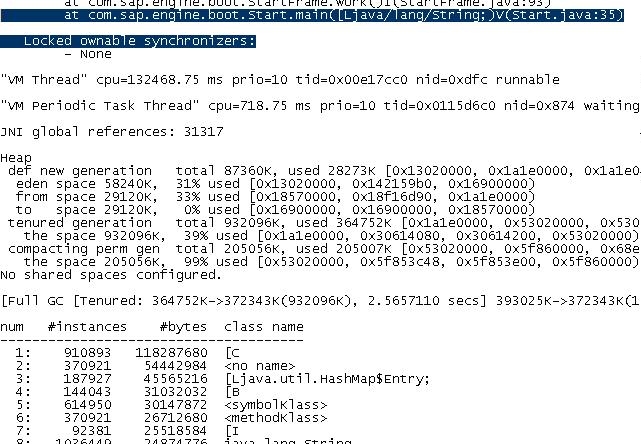 at com.sap.engine.boot.StartFrame.work()I(StartFrame.java:93)
at com.sap.engine.boot.Start.main([Ljava/lang/String;)V(Start.java:35)
Locked ownable synchronizers:
- None
"VM Thread" cpu=132468.75 ms prio=10 tid=0x00e17cc0 nid=0xdfc runnable
"VM Periodic Task Thread" cpu=718.75 ms prio=10 tid=0x0115d6c0 nid=0x874 waiting
JNI global references: 31317
Heap
def new generation total 87360K, used 28273K [0x13020000, 0x1a1e0000, 0x1a1e0
eden space 58240K, 31% used [0x13020000, 0x142159b0, 0x16900000)
from space 29120K, 33% used [0x18570000, 0x18f16d90, 0x1a1e0000)
to space 29120K, 0% used [0x16900000, 0x16900000, 0x18570000)
tenured generation total 932096K, used 364752K [0x1a1e0000, 0x53020000, 0x530
the space 932096K, 39% used [0x1a1e0000, 0x30614080, 0x30614200, 0x53020000)
compacting perm gen total 205056K, used 205007K [0x53020000, 0x5f860000, 0x68e
the space 205056K, 99% used [0x53020000, 0x5f853c48, 0x5f853e00, 0x5f860000)
No shared spaces configured.
[Full GC [Tenured: 364752K->372343K(932096K), 2.5657110 secs] 393025K->372343K(1
num #instances #bytes class name
--------------------------------------
1: 910893 118287680 [C
2: 370921 54442984 <no name>
3: 187927 45565216 [Ljava.util.HashMap$Entry;
4: 144043 31032032 [B
5: 614950 30147872 <symbolKlass>
6: 370921 26712680 <methodKlass>
7: 92381 25518584 [I
8: 1036449 24874776 java.lang.String